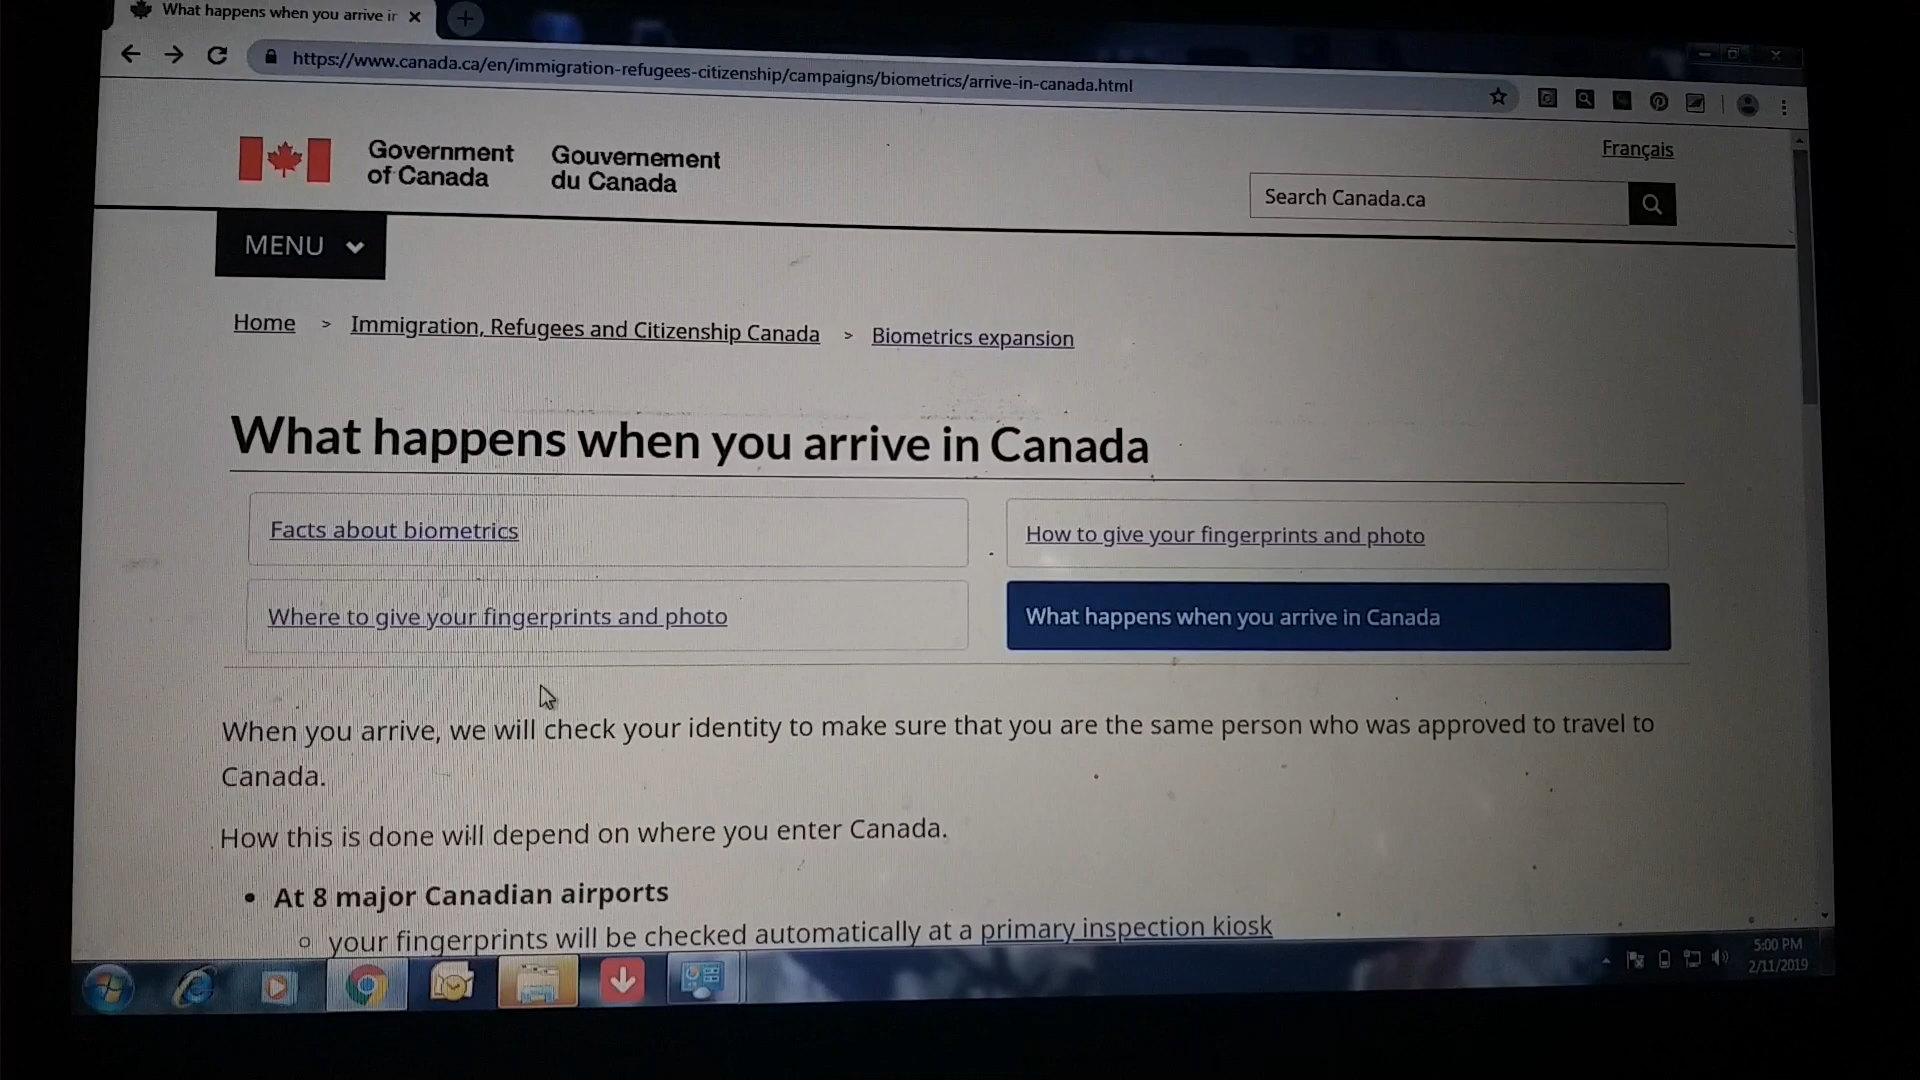 What happens when you arrive ir
https://www.canada.ca/en/immigration-refugees-citizenship/campaigns/biometrics/arrive-in-canada.html
Government of Canada
Gouvernement du Canada
Français
Search Canada.ca
MENU
Home > Immigration, Refugees and Citizenship Canada > Biometrics expansion
What happens when you arrive in Canada
Facts about biometrics
How to give your fingerprints and photo
Where to give your fingerprints and photo
What happens when you arrive in Canada
When you arrive, we will check your identity to make sure that you are the same person who was approved to travel to
Canada.
How this is done will depend on where you enter Canada.
• At 8 major Canadian airports
○ your fingerprints will be checked automatically at a primary inspection kiosk
5:00 PM
2/11/2019